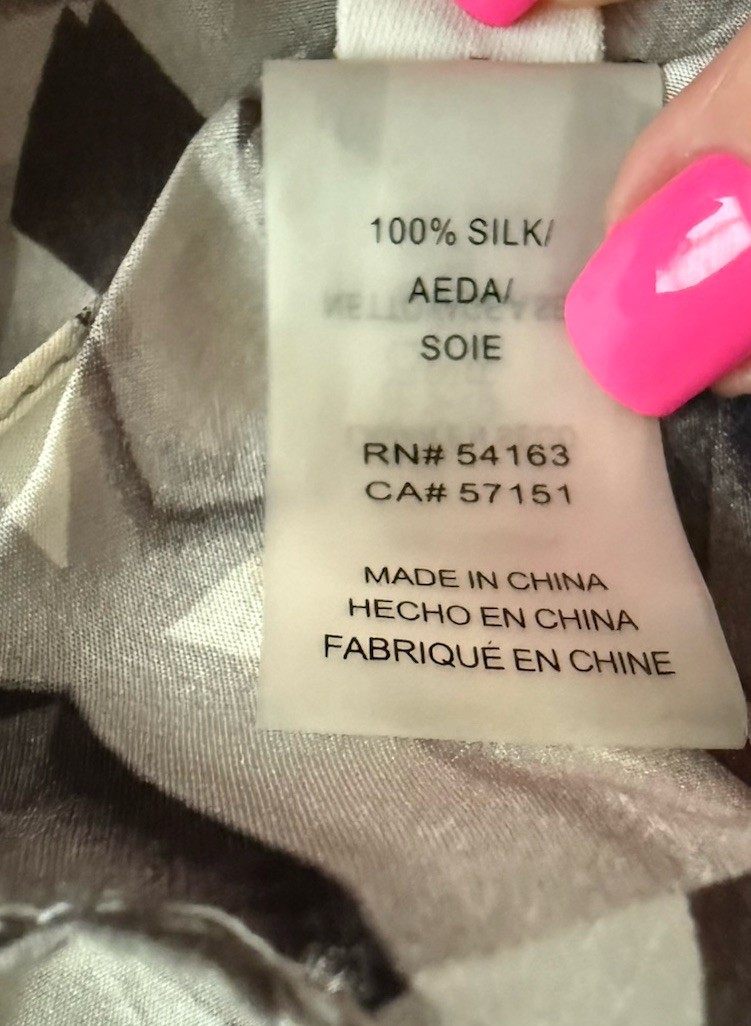 100% SILK/
AEDA/
SOIE
RN# 54163
CA# 57151
MADE IN CHINA
HECHO EN CHINA
FABRIQUÉ EN CHINE